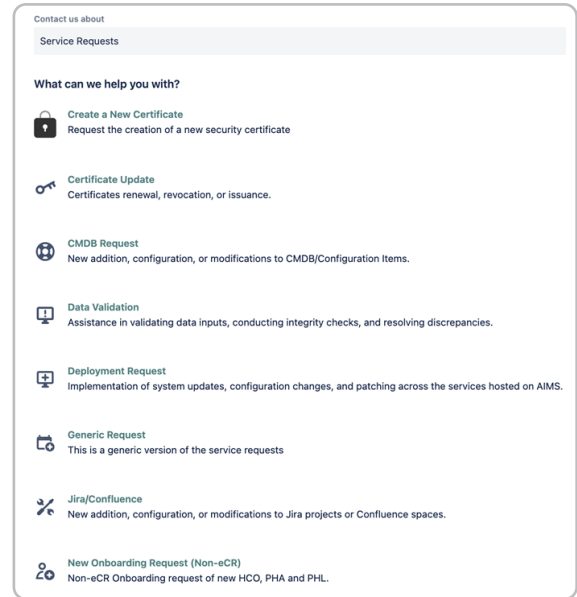 Contact us about
Service Requests
What can we help you with?
Create a New Certificate
Request the creation of a new security certificate
Certificate Update
Certificates renewal, revocation, or issuance.
CMDB Request
New addition, configuration, or modifications to CMDB/Configuration Items.
Data Validation
Assistance in validating data inputs, conducting integrity checks, and resolving discrepancies.
Deployment Request
Implementation of system updates, configuration changes, and patching across the services hosted on AIMS.
Generic Request
This is a generic version of the service requests
Jira/Confluence
New addition, configuration, or modifications to Jira projects or Confluence spaces.
New Onboarding Request (Non-eCR)
Non-eCR Onboarding request of new HCO, PHA and PHL.